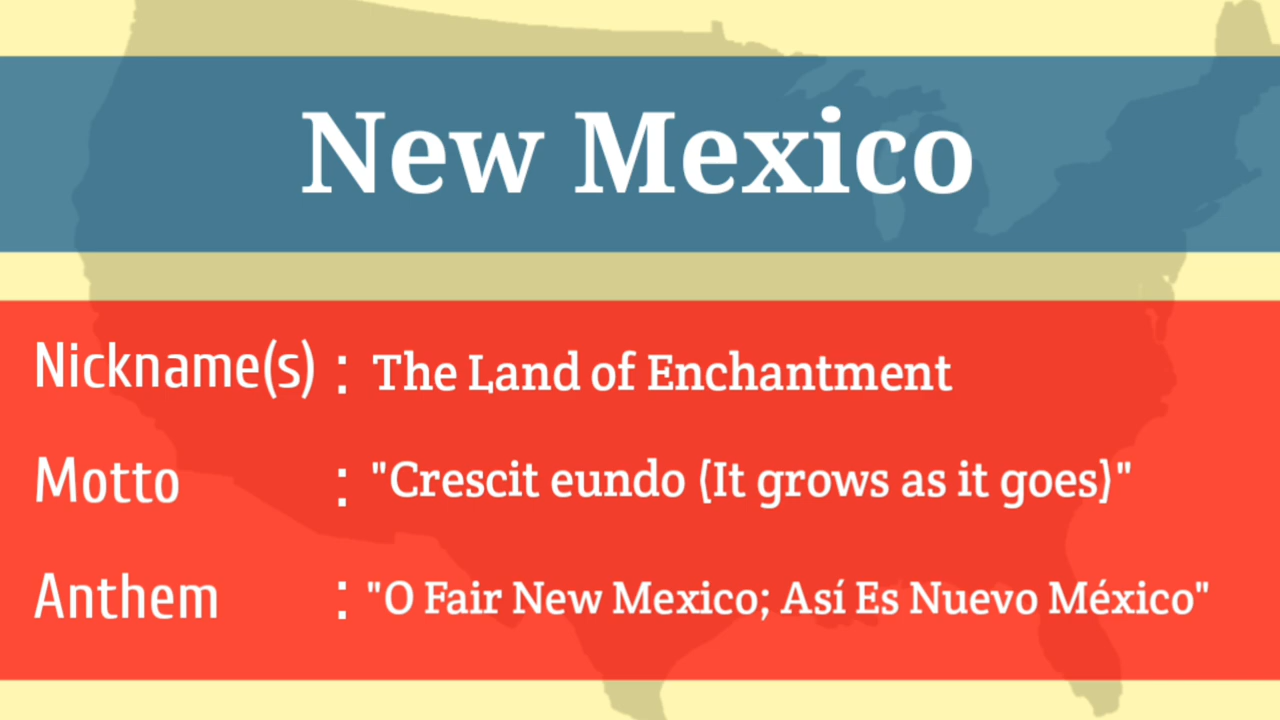 New Mexico
Nickname(s) : The Land of Enchantment
Motto : "Crescit eundo (It grows as it goes)"
Anthem : "O Fair New Mexico; Así Es Nuevo México"